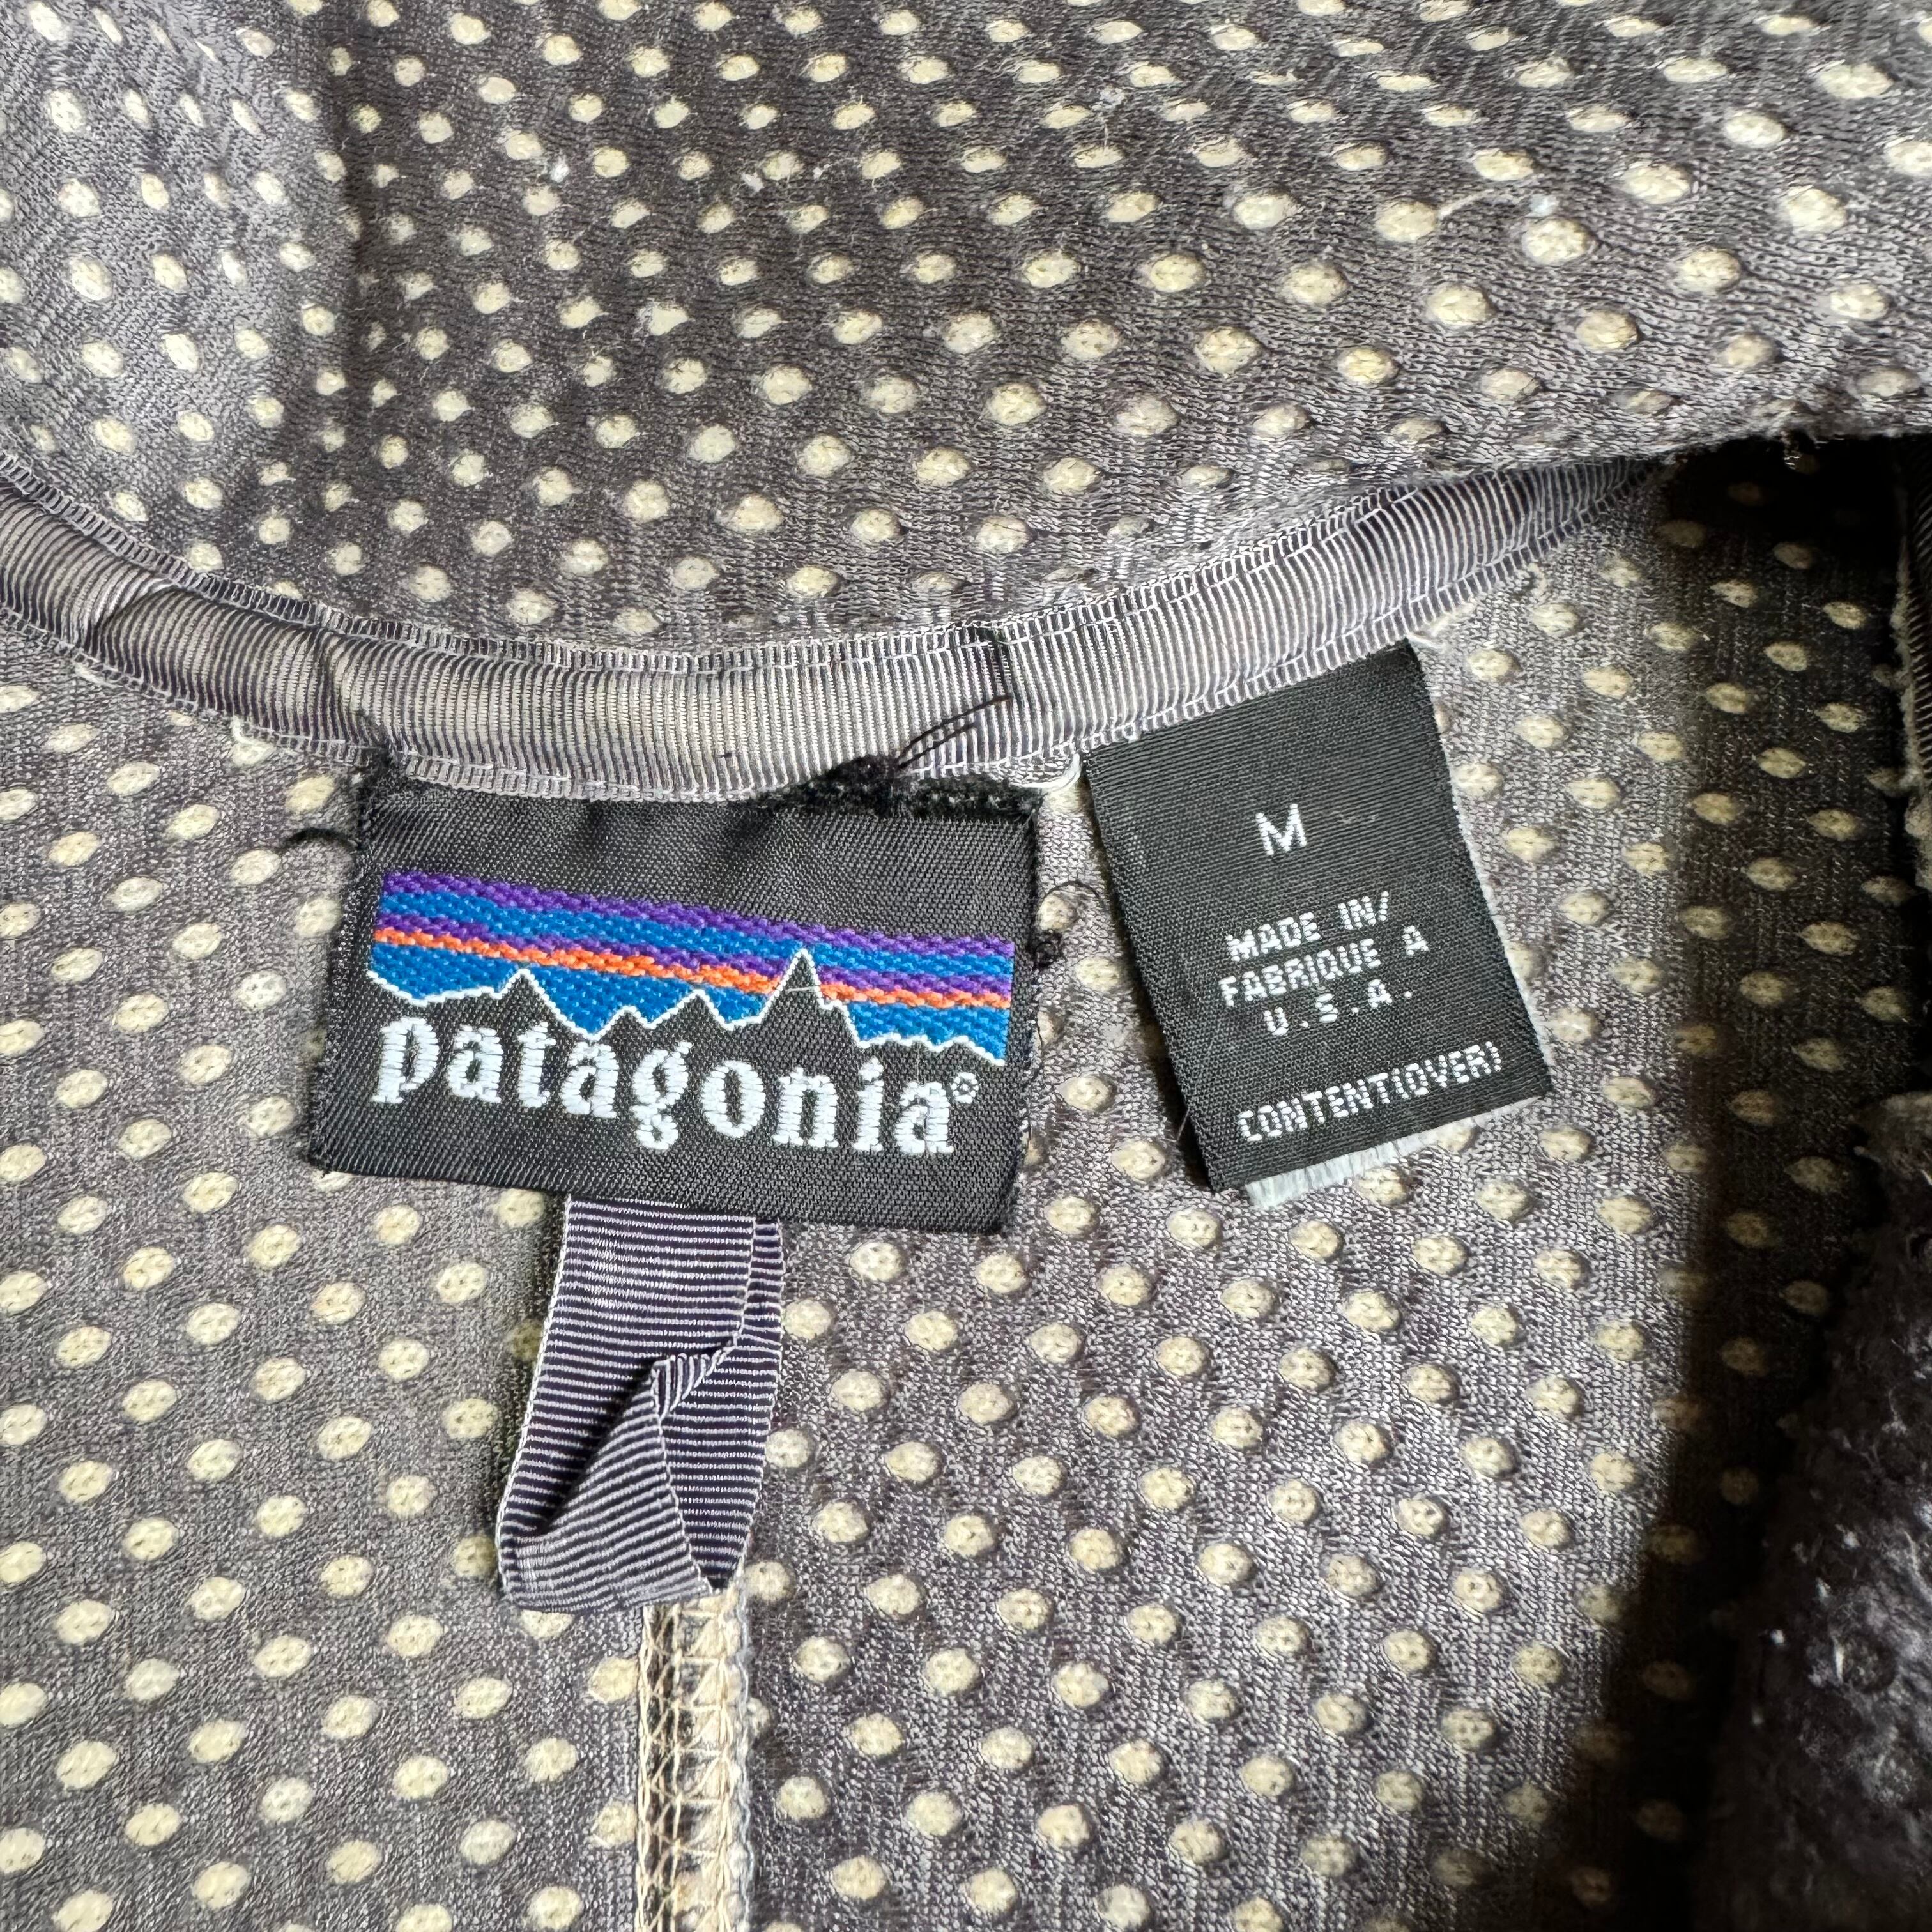 patagonia®
M
MADE IN/
FABRIQUE A
U.S.A.
CONTENT(OVER)